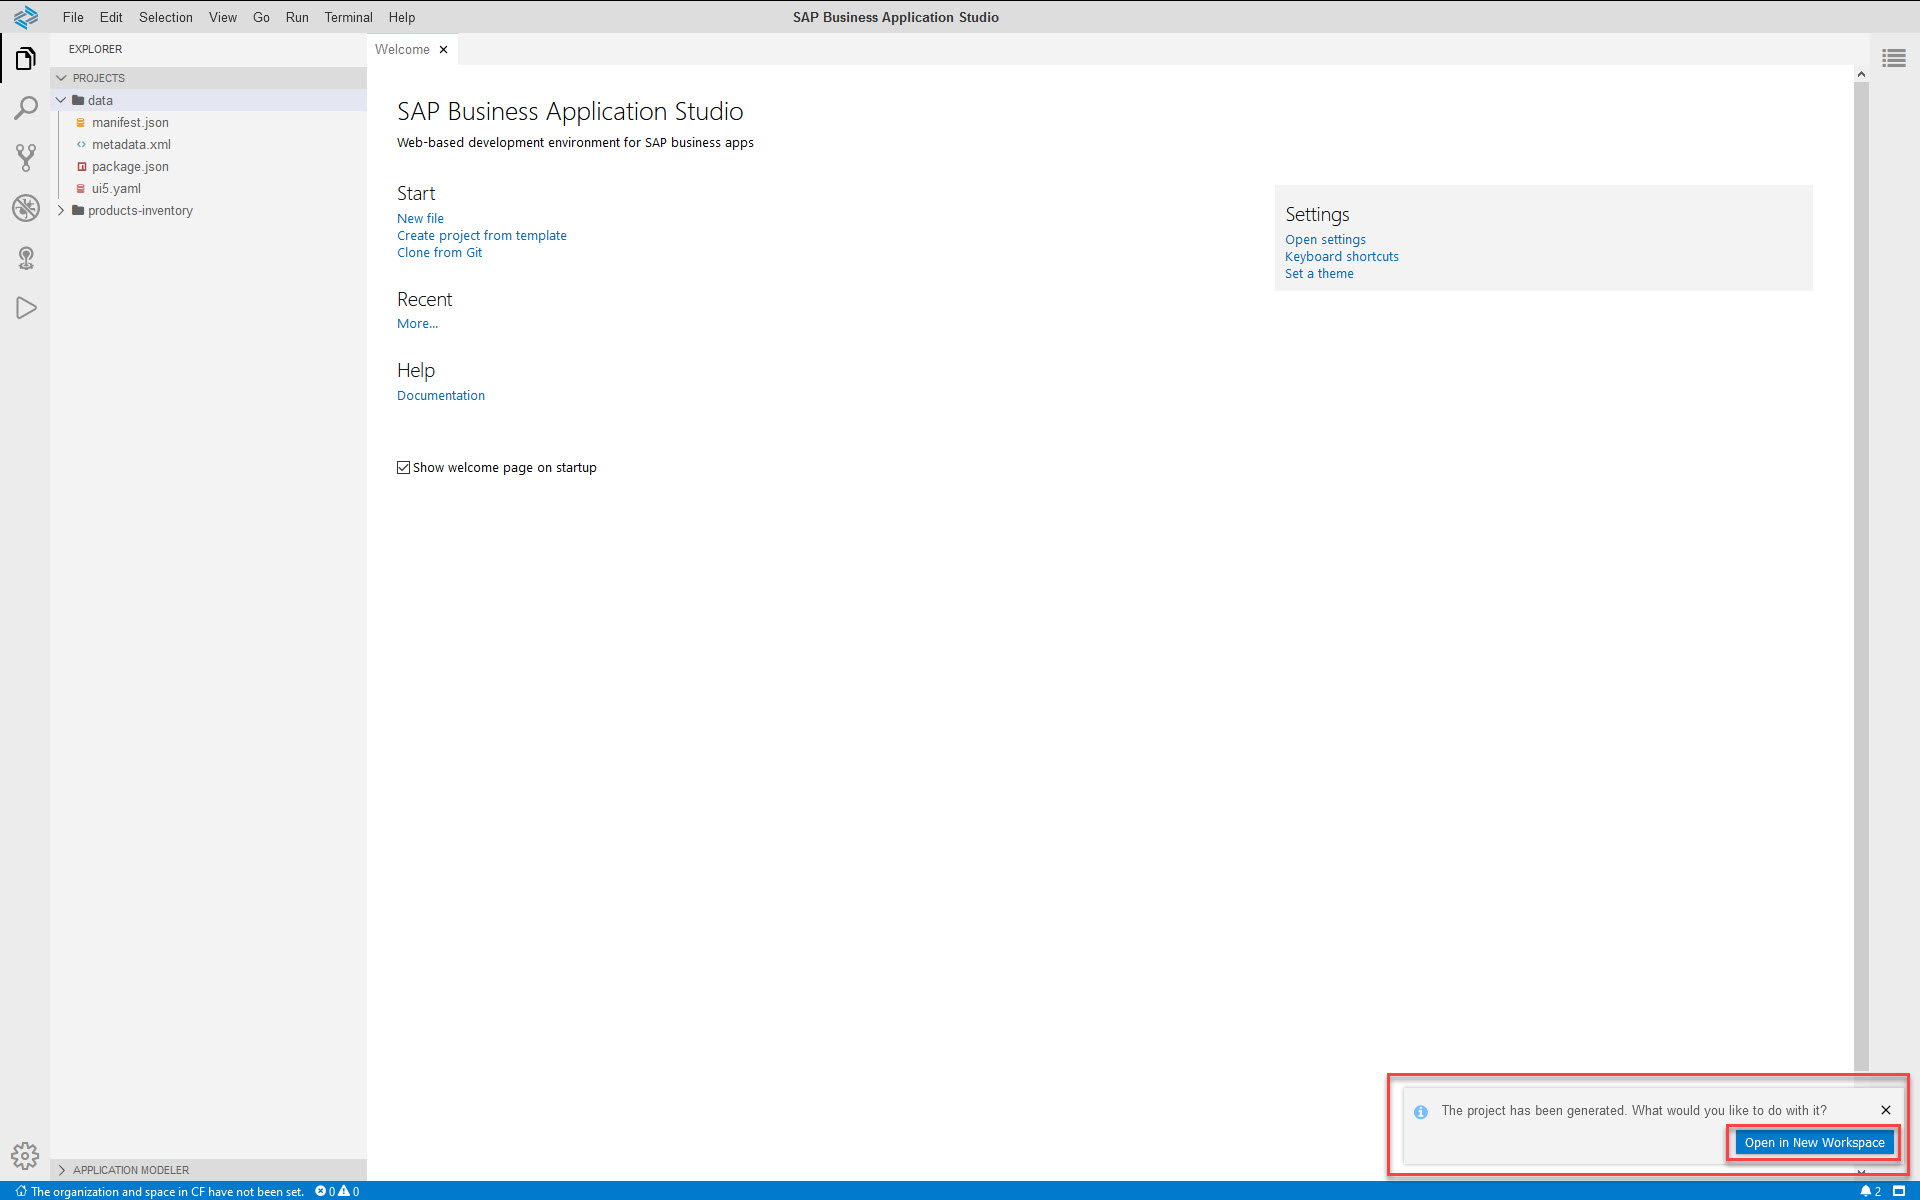 File Edit Selection View Go Run Terminal Help
SAP Business Application Studio
EXPLORER
PROJECTS
data
manifest.json
metadata.xml
package.json
ui5.yaml
products-inventory
APPLICATION MODELER
Welcome
SAP Business Application Studio
Web-based development environment for SAP business apps
Start
New file
Create project from template
Clone from Git
Recent
More...
Help
Documentation
Show welcome page on startup
Settings
Open settings
Keyboard shortcuts
Set a theme
The project has been generated. What would you like to do with it?
Open in New Workspace
The organization and space in CF have not been set. 0 0
2